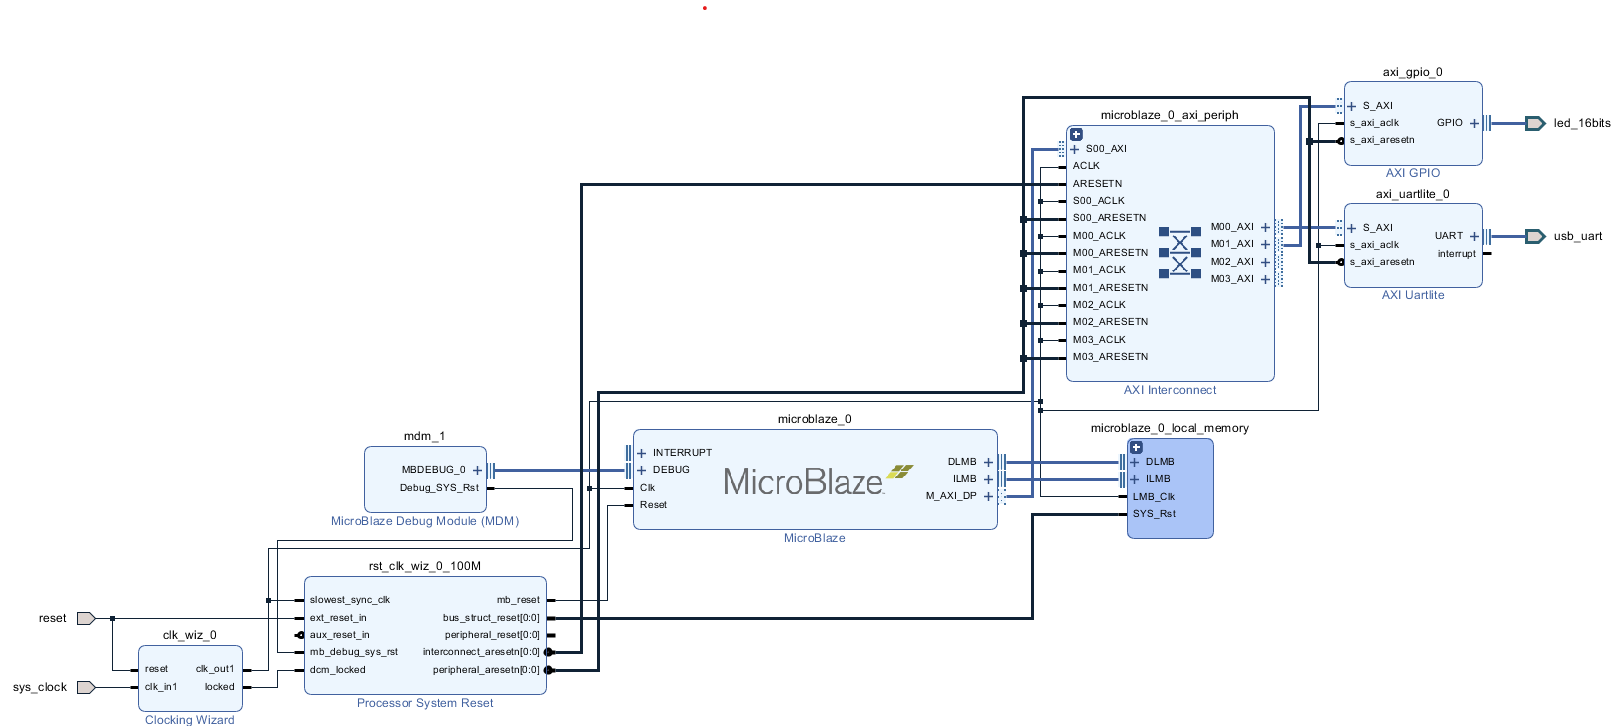 axi_gpio_0
S_AXI
s_axi_aclk
s_axi_aresetn
GPIO
led_16bits
AXI GPIO
microblaze_0_axi_periph
S00_AXI
ACLK
ARESETN
S00_ACLK
S00_ARESETN
M00_ACLK
M00_ARESETN
M01_ACLK
M01_ARESETN
M02_ACLK
M02_ARESETN
M03_ACLK
M03_ARESETN
M00_AXI
M01_AXI
M02_AXI
M03_AXI
AXI Interconnect
axi_uartlite_0
S_AXI
s_axi_aclk
s_axi_aresetn
UART
interrupt
usb_uart
AXI Uartlite
microblaze_0
INTERRUPT
DEBUG
Clk
Reset
MicroBlaze
DLMB
ILMB
M_AXI_DP
MicroBlaze
microblaze_0_local_memory
DLMB
ILMB
LMB_Clk
SYS_Rst
mdm_1
MBDEBUG_0
Debug_SYS_Rst
MicroBlaze Debug Module (MDM)
rst_clk_wiz_0_100M
slowest_sync_clk
ext_reset_in
aux_reset_in
mb_debug_sys_rst
dcm_locked
mb_reset
bus_struct_reset[0:0]
peripheral_reset[0:0]
interconnect_aresetn[0:0]
peripheral_aresetn[0:0]
Processor System Reset
reset
sys_clock
clk_wiz_0
reset
clk_in1
clk_out1
locked
Clocking Wizard